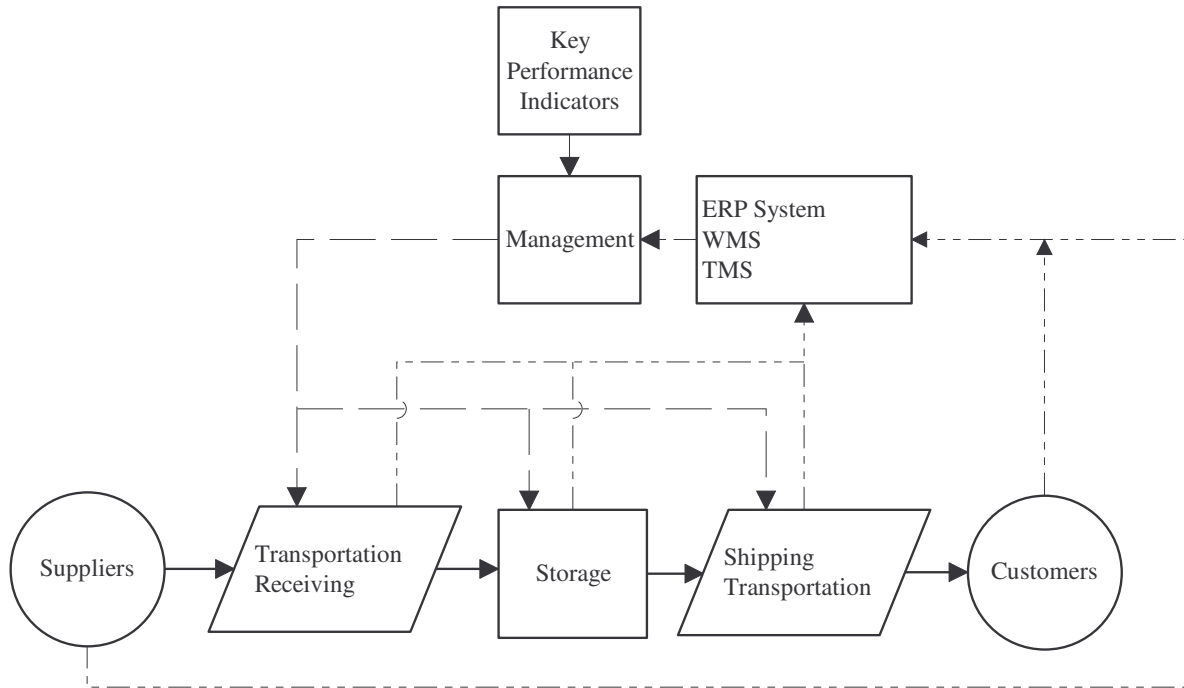 Key
Performance
Indicators
Management
ERP System
WMS
TMS
Suppliers
Transportation
Receiving
Storage
Shipping
Transportation
Customers